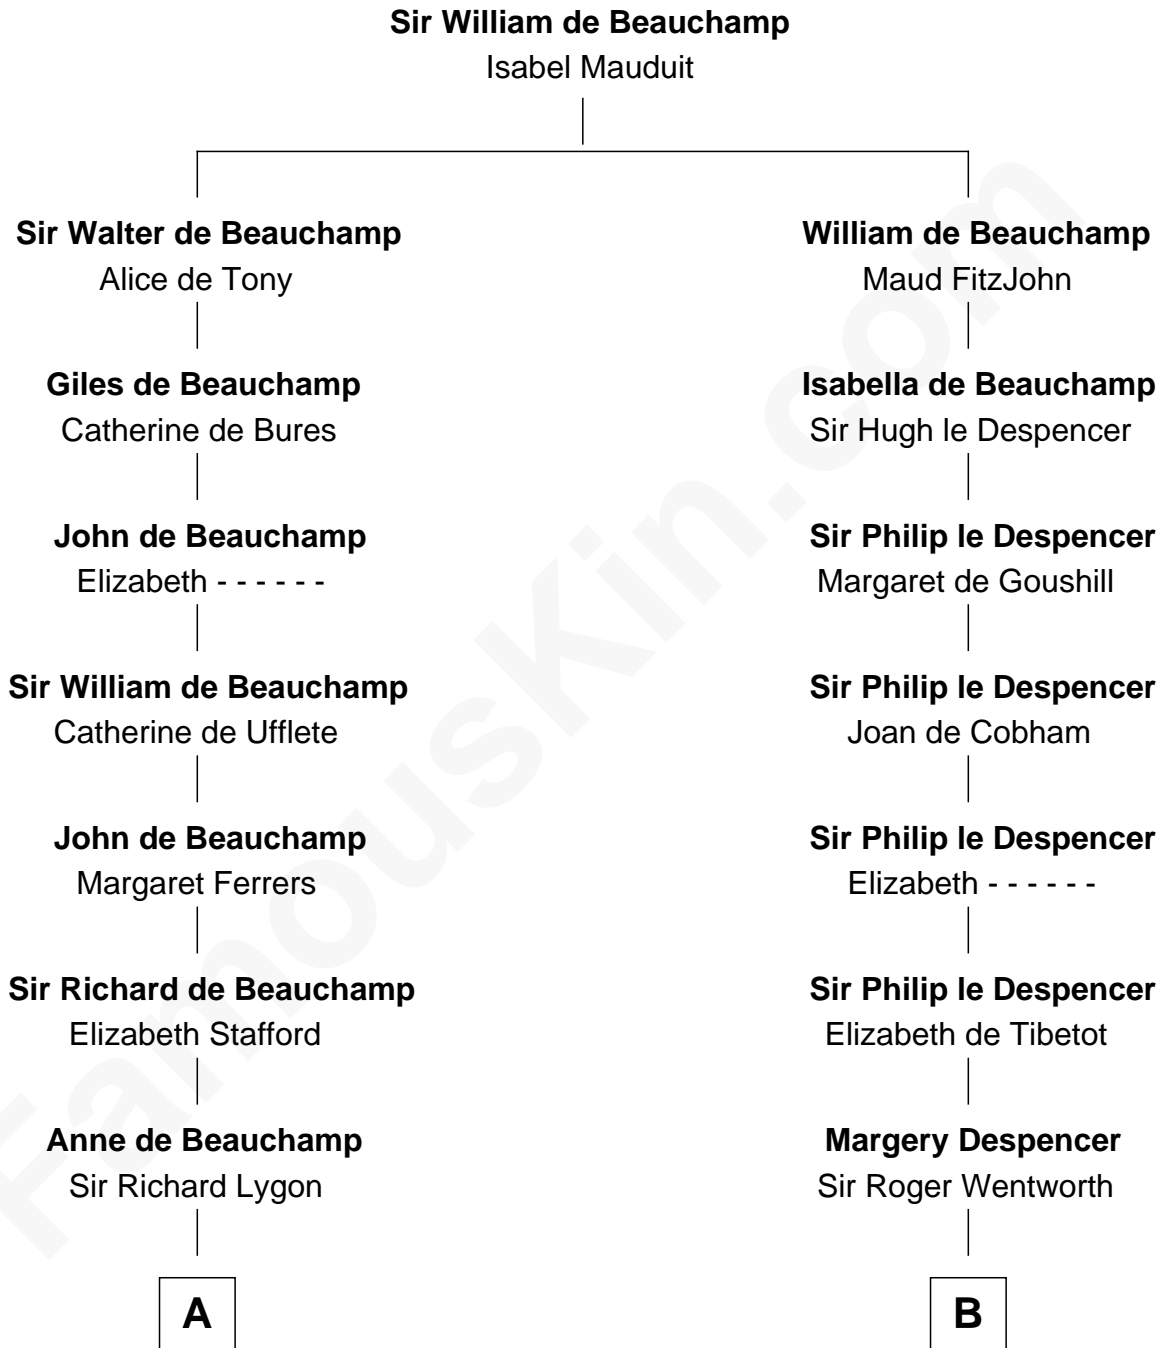 Sir William de Beauchamp
Isabel Mauduit
Sir Walter de Beauchamp
Alice de Tony
William de Beauchamp
Maud FitzJohn
Giles de Beauchamp
Catherine de Bures
Isabella de Beauchamp
Sir Hugh le Despencer
John de Beauchamp
Elizabeth - - - - - -
Sir Philip le Despencer
Margaret de Goushill
Sir William de Beauchamp
Catherine de Ufflete
Sir Philip le Despencer
Joan de Cobham
John de Beauchamp
Margaret Ferrers
Sir Philip le Despencer
Elizabeth - - - - - -
Sir Richard de Beauchamp
Elizabeth Stafford
Sir Philip le Despencer
Elizabeth de Tibetot
Anne de Beauchamp
Sir Richard Lygon
Margery Despencer
Sir Roger Wentworth
A
B
FamousKin.com